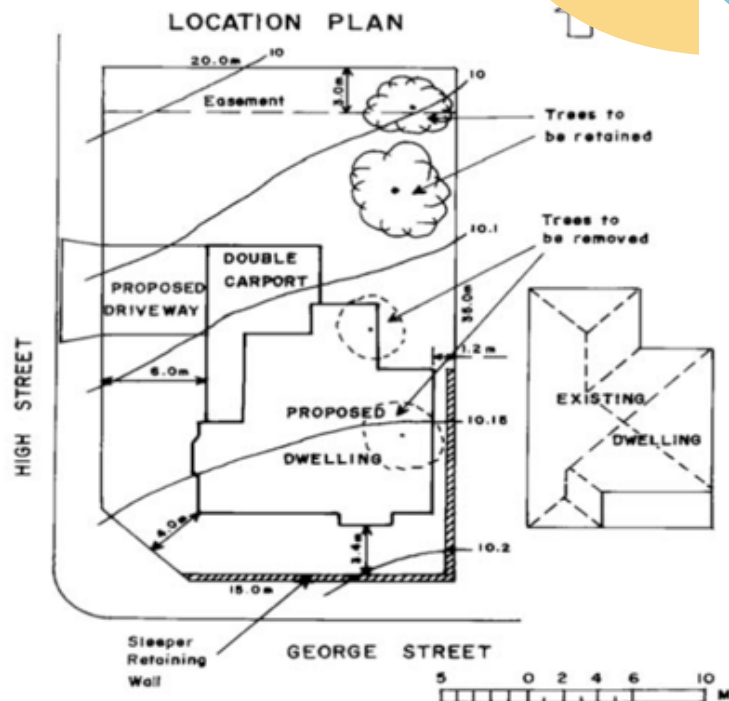 LOCATION PLAN
20.0m
10
10
3.0m
Easement
Trees to
be retained
Trees to
be removed
10.1
DOUBLE
CARPORT
PROPOSED
DRIVEWAY
35.0m
1.2m
6.0m
HIGH STREET
PROPOSED
DWELLING
10.15
EXISTING
DWELLING
4.0m
3.4m
10.2
15.0m
Sleeper
Retaining
Wall
GEORGE STREET
5 0 2 4 6 10 M